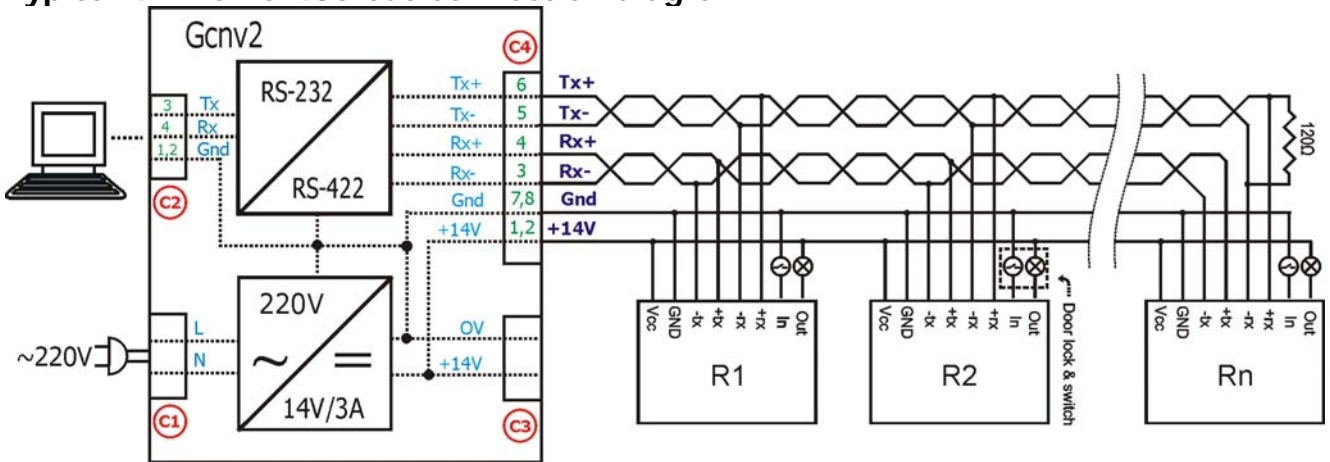 Gcnv2
C4
RS-232
RS-422
3 Tx
4 Rx
1,2 Gnd
C2
Tx+ 6 Tx+
Tx- 5 Tx-
Rx+ 4 Rx+
Rx- 3 Rx-
Gnd 7,8 Gnd
+14V 1,2 +14V
120Ω
~220V
L
N
C1
220V
~ =
14V/3A
0V
+14V
C3
Vcc GND -tx +tx -rx +rx In Out
R1
Vcc GND -tx +tx -rx +rx In Out
R2
Door lock & switch
Vcc GND -tx +tx -rx +rx In Out
Rn